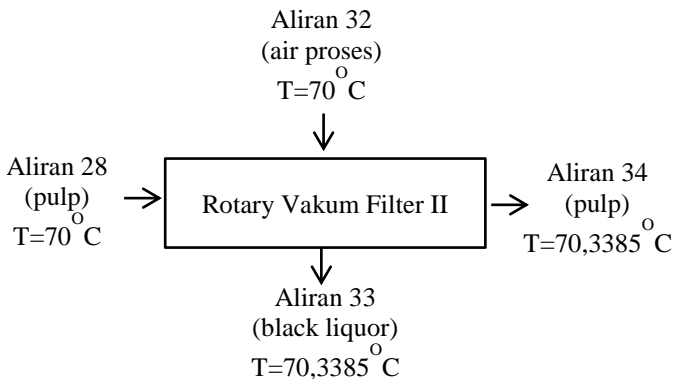 Aliran 32
(air proses)
T=70°C
Aliran 28
(pulp)
T=70°C
Rotary Vakum Filter II
Aliran 34
(pulp)
T=70,3385°C
Aliran 33
(black liquor)
T=70,3385°C